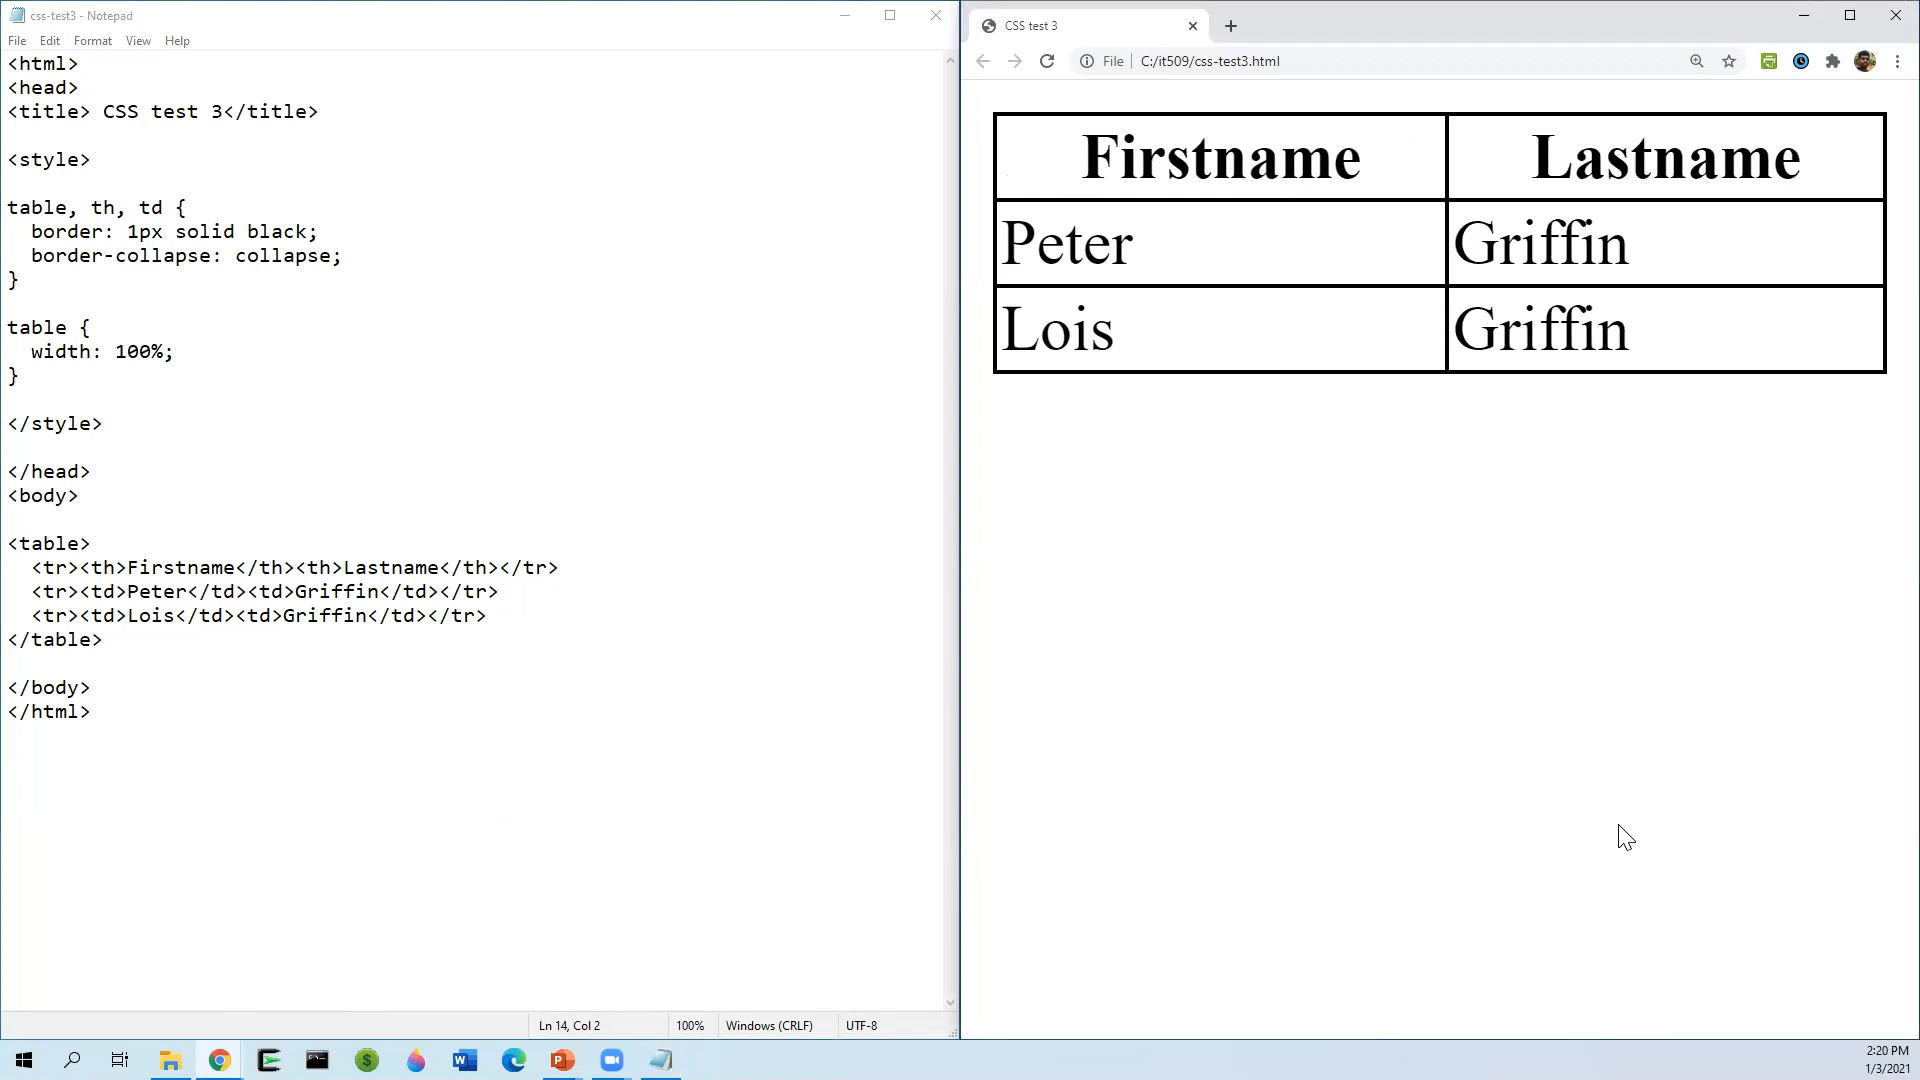 css-test3 - Notepad
File Edit Format View Help
<html>
<head>
<title> CSS test 3</title>
<style>
table, th, td {
  border: 1px solid black;
  border-collapse: collapse;
}
table {
  width: 100%;
}
</style>
</head>
<body>
<table>
  <tr><th>Firstname</th><th>Lastname</th></tr>
  <tr><td>Peter</td><td>Griffin</td></tr>
  <tr><td>Lois</td><td>Griffin</td></tr>
</table>
</body>
</html>
Ln 14, Col 2 100% Windows (CRLF) UTF-8
CSS test 3
File C:/it509/css-test3.html
Firstname Lastname
Peter Griffin
Lois Griffin
2:20 PM
1/3/2021